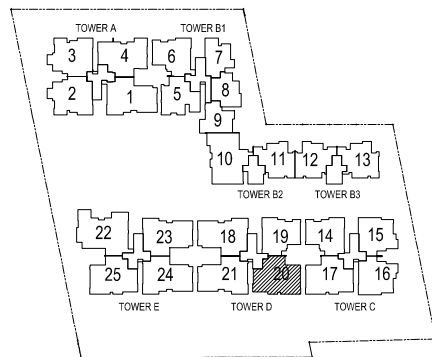 TOWER A TOWER B1
3 4 6 7
2 1 5 8
9
10 11 12 13
TOWER B2 TOWER B3
22 23 18 19 14 15
25 24 21 20 17 16
TOWER E TOWER D TOWER C